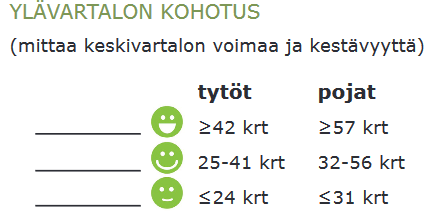 YLÄVARTALON KOHOTUS
(mittaa keskivartalon voimaa ja kestävyyttä)
tytöt pojat
≥42 krt ≥57 krt
25-41 krt 32-56 krt
≤24 krt ≤31 krt